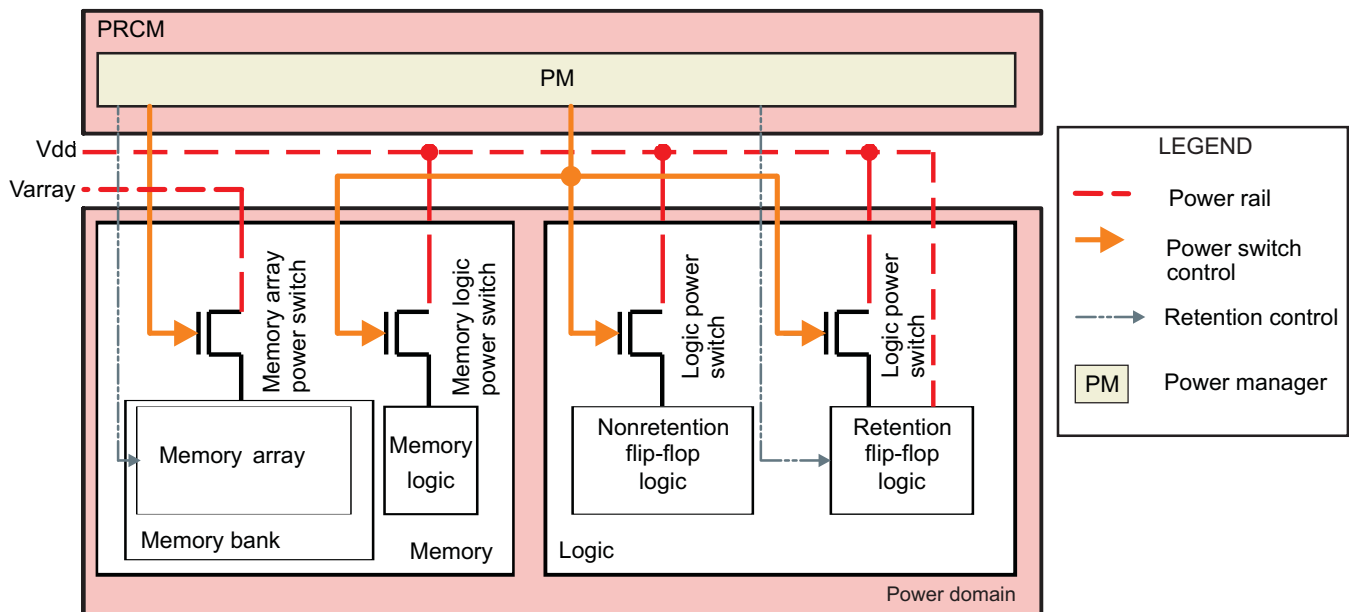 PRCM
PM
Vdd
Varray
Memory array
power switch
Memory logic
power switch
Logic power
switch
Logic power
switch
Memory array
Memory bank
Memory
logic
Memory
Nonretention
flip-flop
logic
Retention
flip-flop
logic
Logic
Power domain
LEGEND
Power rail
Power switch
control
Retention control
PM
Power manager